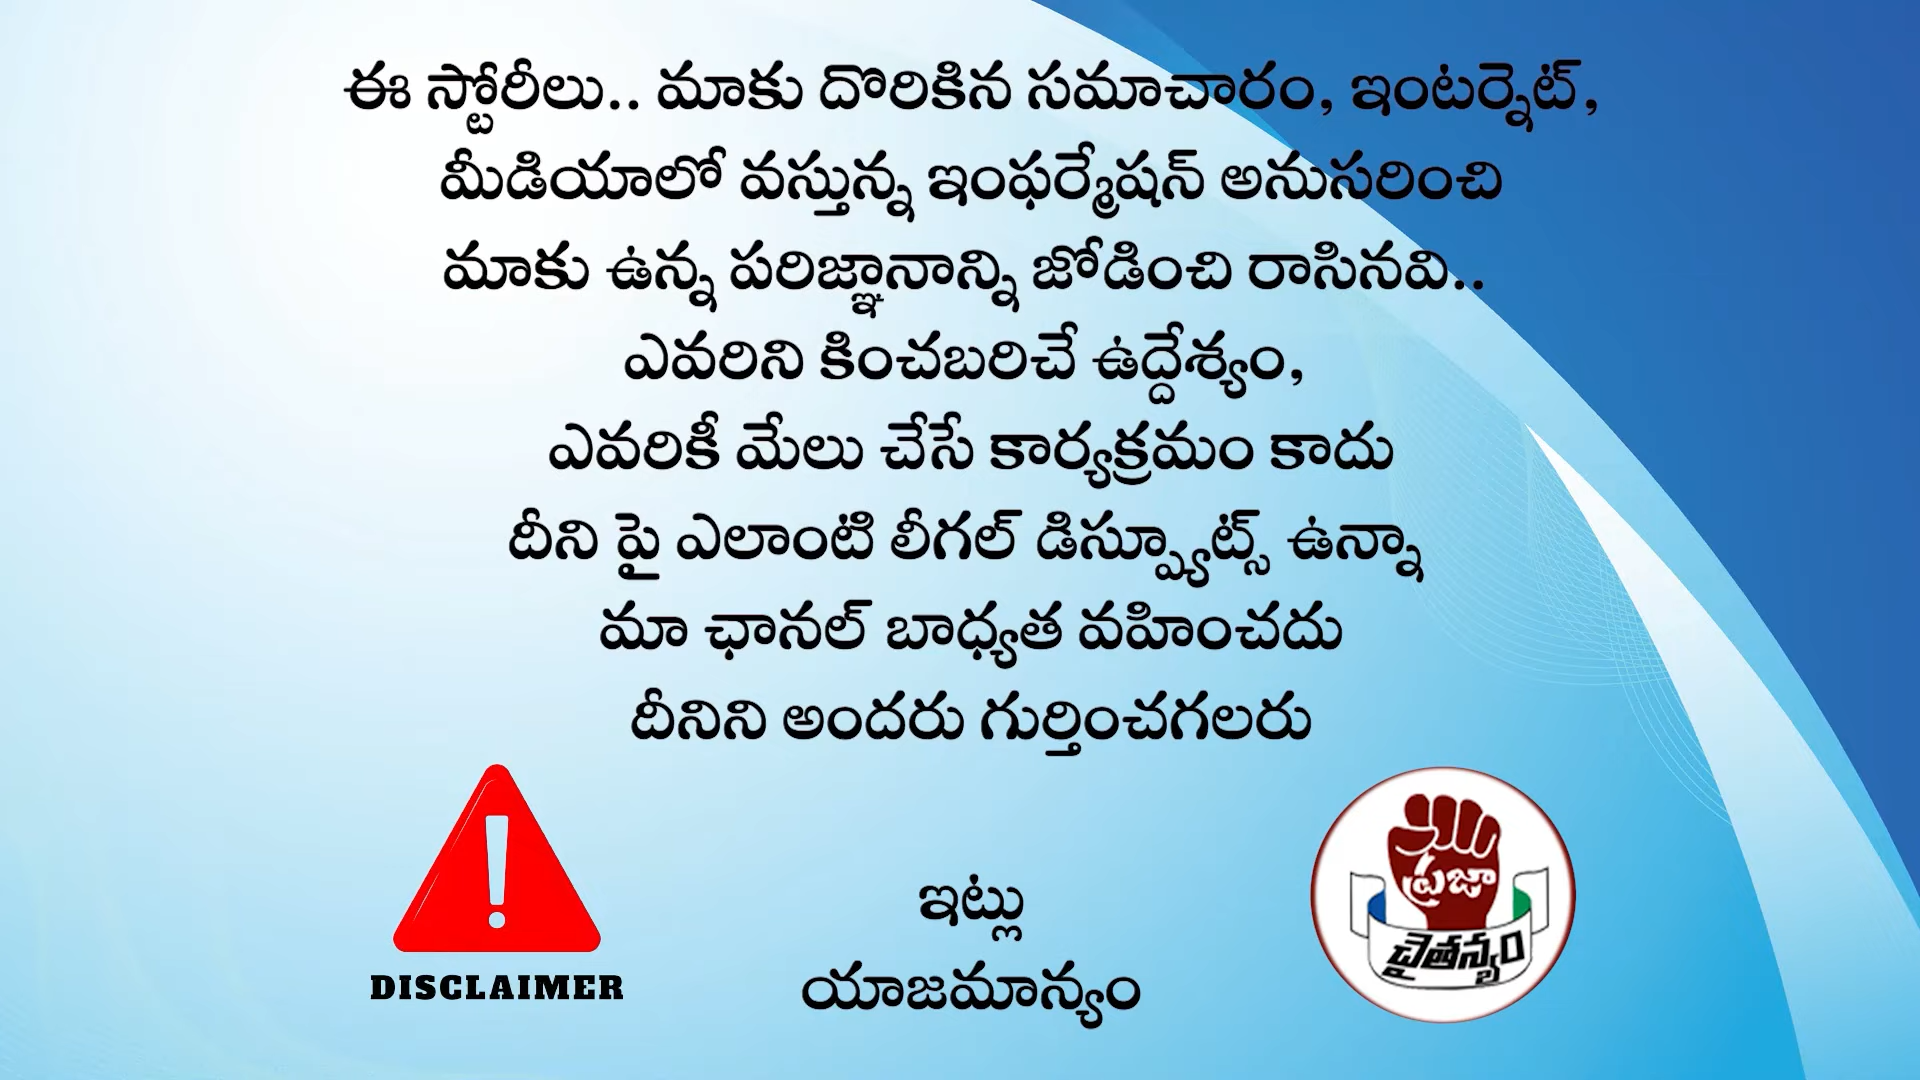 ఈ స్టోరీలు.. మాకు దొరికిన సమాచారం, ఇంటర్నెట్,
మీడియాలో వస్తున్న ఇంఫర్మేషన్ అనుసరించి
మాకు ఉన్న పరిజ్ఞానాన్ని జోడించి రాసినవి..
ఎవరిని కించబరిచే ఉద్దేశ్యం,
ఎవరికీ మేలు చేసే కార్యక్రమం కాదు
దీని పై ఎలాంటి లీగల్ డిస్ప్యూట్స్ ఉన్నా
మా ఛానల్ బాధ్యత వహించదు
దీనిని అందరు గుర్తించగలరు
ఇట్లు
యాజమాన్యం
DISCLAIMER
ప్రజా
చైతన్యం